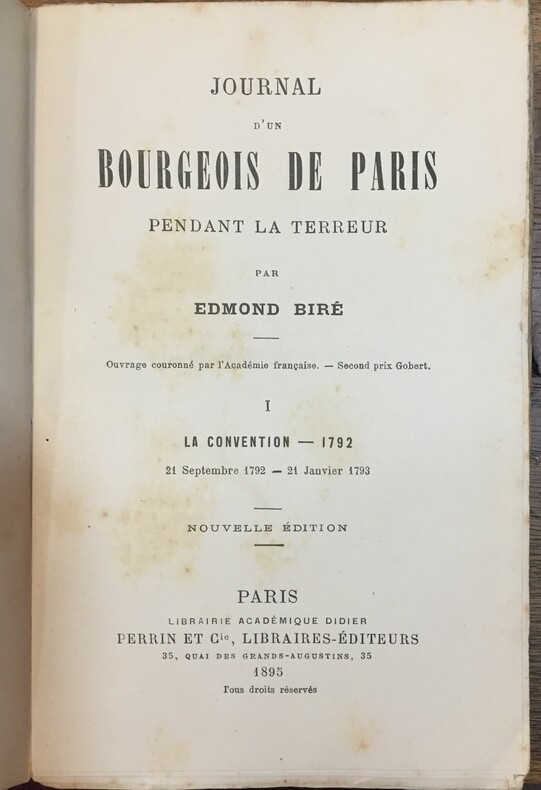 JOURNAL
D'UN
BOURGEOIS DE PARIS
PENDANT LA TERREUR
PAR
EDMOND BIRÉ
Ouvrage couronné par l'Académie française. — Second prix Gobert.
I
LA CONVENTION — 1792
21 Septembre 1792 — 21 Janvier 1793
NOUVELLE ÉDITION
PARIS
LIBRAIRIE ACADÉMIQUE DIDIER
PERRIN ET Cie, LIBRAIRES-ÉDITEURS
35, QUAI DES GRANDS-AUGUSTINS, 35
1895
Tous droits réservés